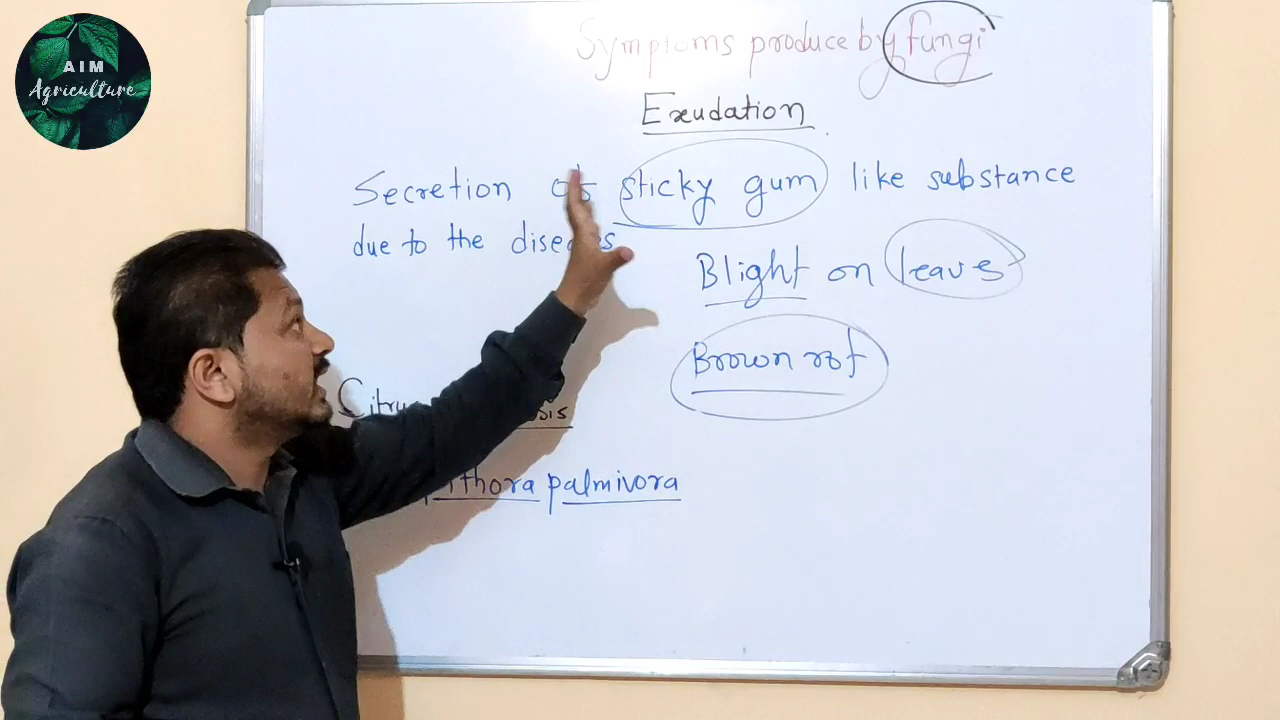 AIM
Agriculture
Symptoms produce by fungi
Exudation
Secretion of sticky gum like substance
due to the
Blight on leaves
Brown rot
palmivora